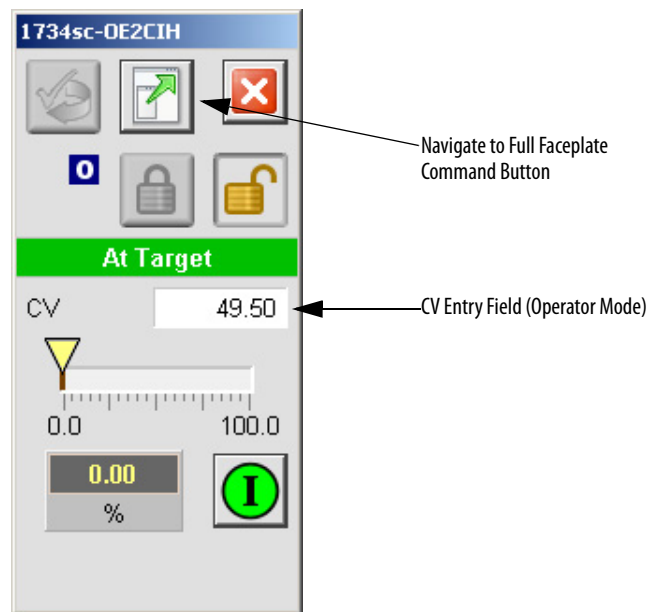 1734sc-OE2CIH
Navigate to Full Faceplate
Command Button
O
At Target
CV 49.50
CV Entry Field (Operator Mode)
0.0 100.0
0.00
%
I